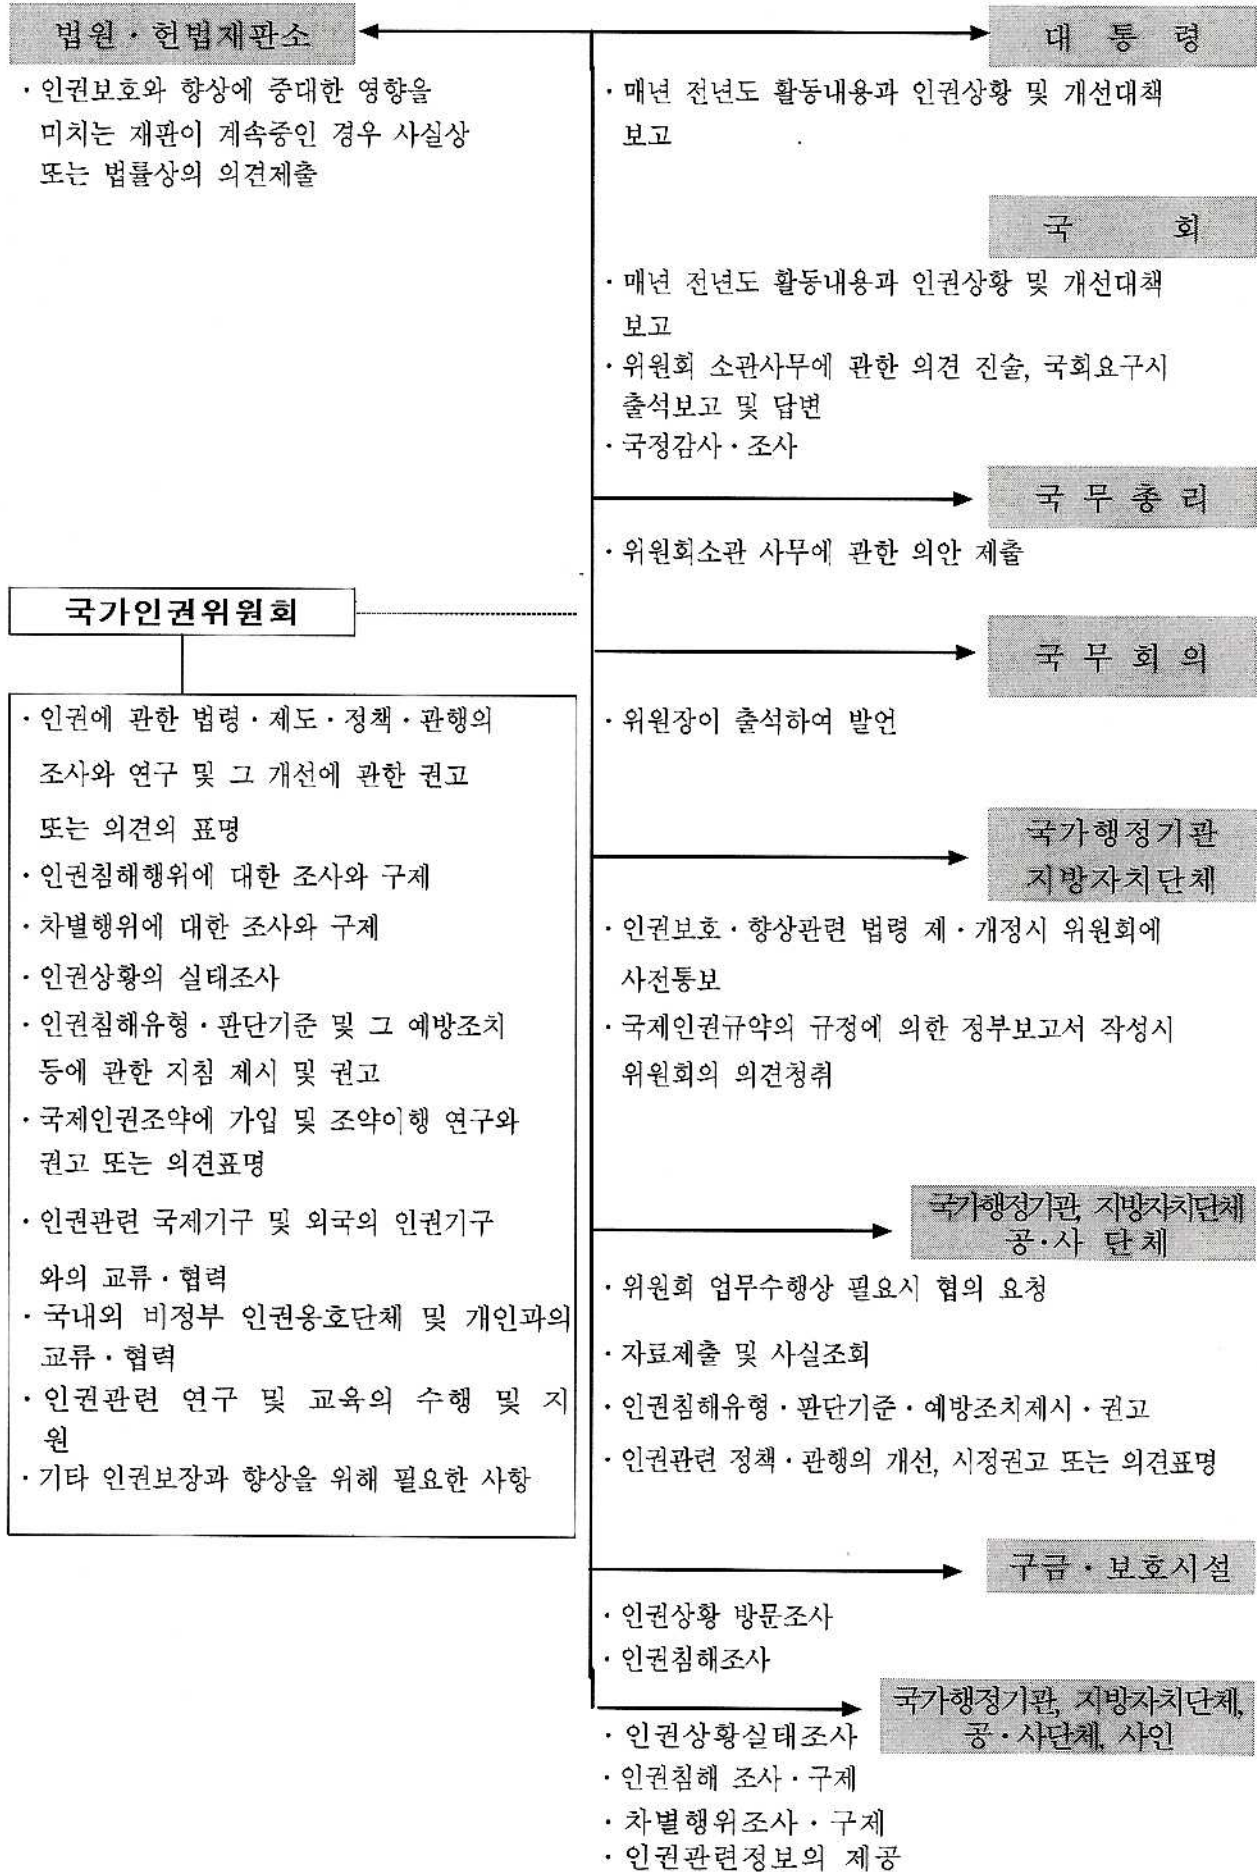 법원·헌법재판소
· 인권보호와 향상에 중대한 영향을
미치는 재판이 계속중인 경우 사실상
또는 법률상의 의견제출
대 통 령
· 매년 전년도 활동내용과 인권상황 및 개선대책
보고
국 회
· 매년 전년도 활동내용과 인권상황 및 개선대책
보고
· 위원회 소관사무에 관한 의견 진술, 국회요구시
출석보고 및 답변
· 국정감사·조사
국 무 총 리
· 위원회소관 사무에 관한 의안 제출
국가인권위원회
· 인권에 관한 법령·제도·정책·관행의
조사와 연구 및 그 개선에 관한 권고
또는 의견의 표명
· 인권침해행위에 대한 조사와 구제
· 차별행위에 대한 조사와 구제
· 인권상황의 실태조사
· 인권침해유형·판단기준 및 그 예방조치
등에 관한 지침 제시 및 권고
· 국제인권조약에 가입 및 조약이행 연구와
권고 또는 의견표명
· 인권관련 국제기구 및 외국의 인권기구
와의 교류·협력
· 국내외 비정부 인권옹호단체 및 개인과의
교류·협력
· 인권관련 연구 및 교육의 수행 및 지
원
· 기타 인권보장과 향상을 위해 필요한 사항
국 무 회 의
· 위원장이 출석하여 발언
국가행정기관
지방자치단체
· 인권보호·향상관련 법령 제·개정시 위원회에
사전통보
· 국제인권규약의 규정에 의한 정부보고서 작성시
위원회의 의견청취
국가행정기관, 지방자치단체
공·사 단체
· 위원회 업무수행상 필요시 협의 요청
· 자료제출 및 사실조회
· 인권침해유형·판단기준·예방조치제시·권고
· 인권관련 정책·관행의 개선, 시정권고 또는 의견표명
구금·보호시설
· 인권상황 방문조사
· 인권침해조사
국가행정기관, 지방자치단체,
공·사단체, 사인
· 인권상황실태조사
· 인권침해 조사·구제
· 차별행위조사·구제
· 인권관련정보의 제공